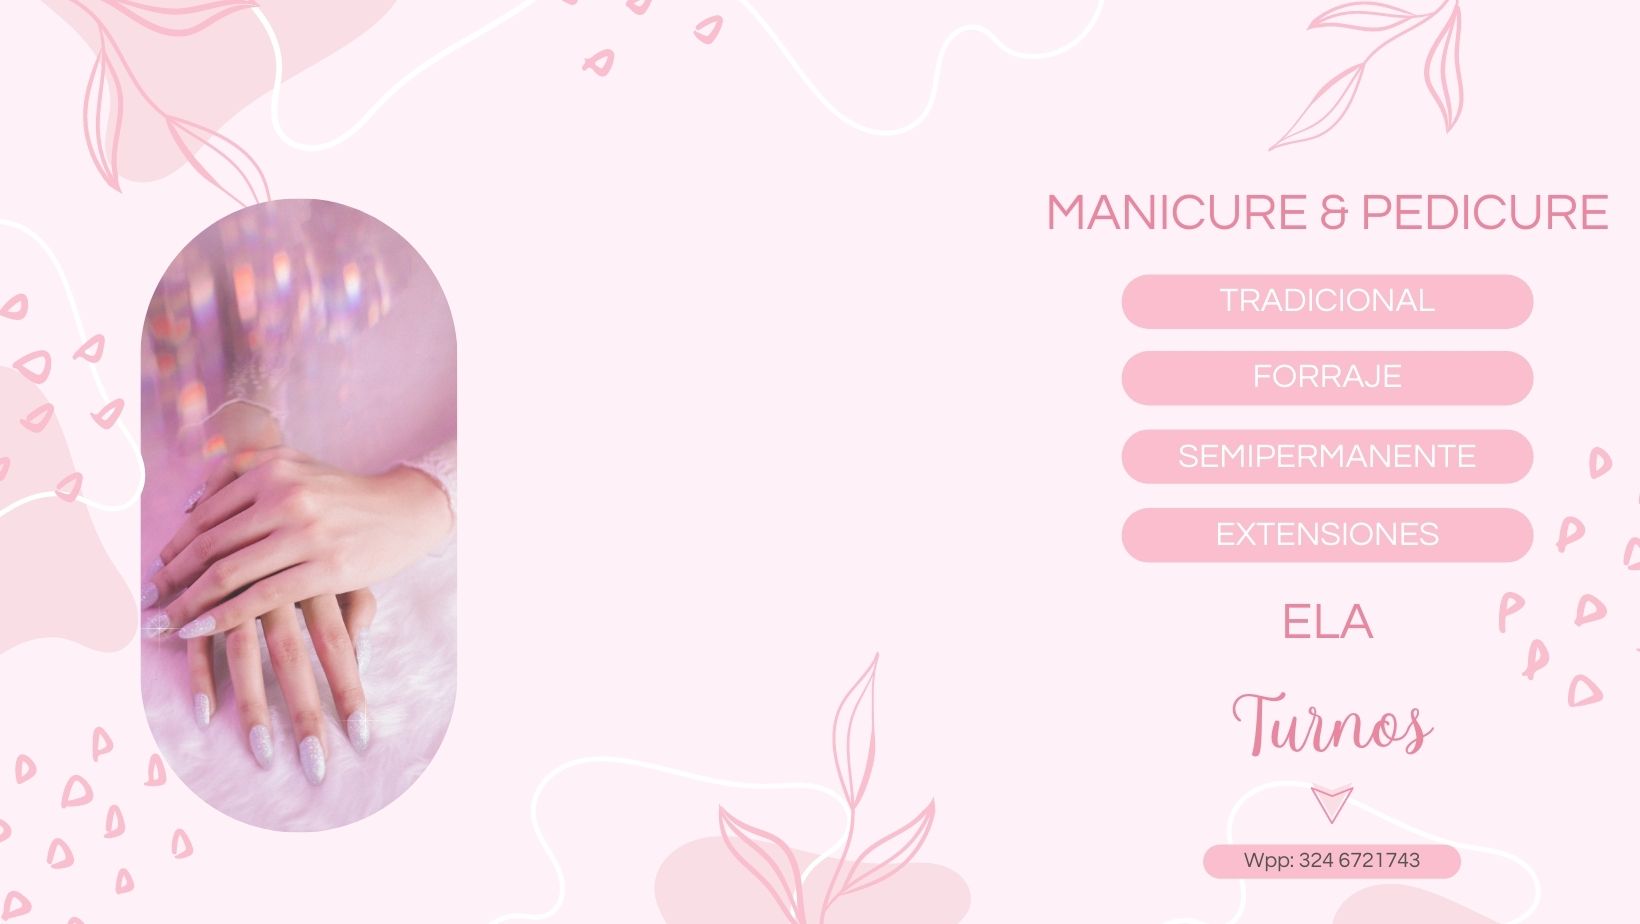 MANICURE & PEDICURE
TRADICIONAL
FORRAJE
SEMIPERMANENTE
EXTENSIONES
ELA
Turnos
Wpp: 324 6721743